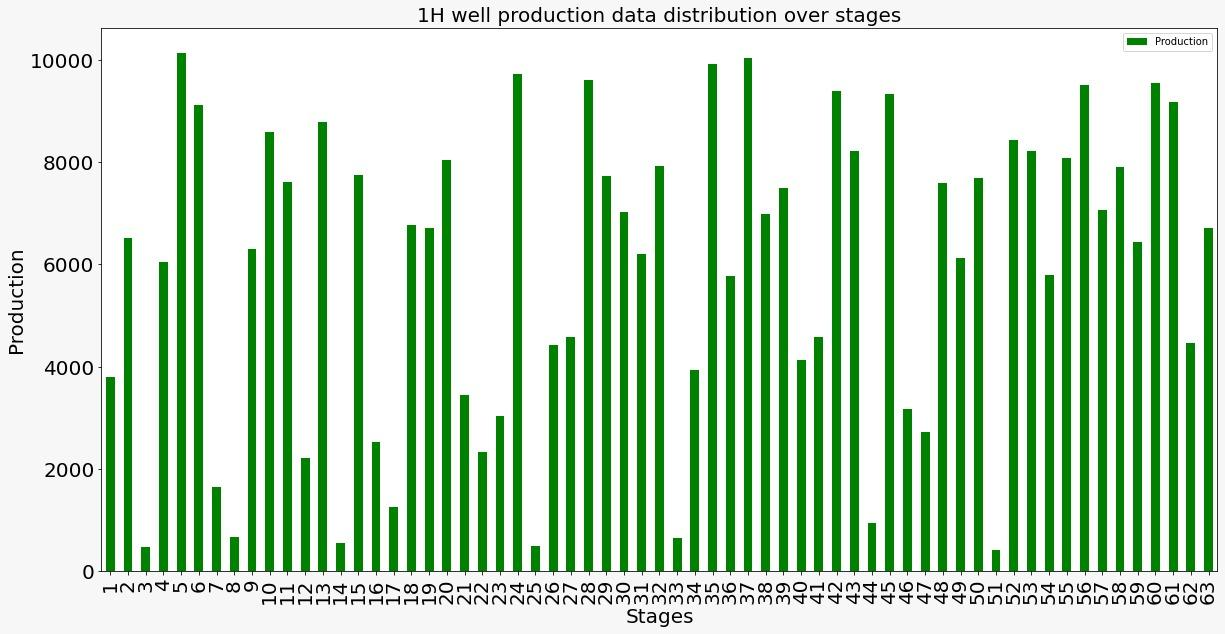 1H well production data distribution over stages
Production
10000
8000
6000
4000
2000
0
Production
1 2 3 4 5 6 7 8 9 10 11 12 13 14 15 16 17 18 19 20 21 22 23 24 25 26 27 28 29 30 31 32 33 34 35 36 37 38 39 40 41 42 43 44 45 46 47 48 49 50 51 52 53 54 55 56 57 58 59 60 61 62 63
Stages